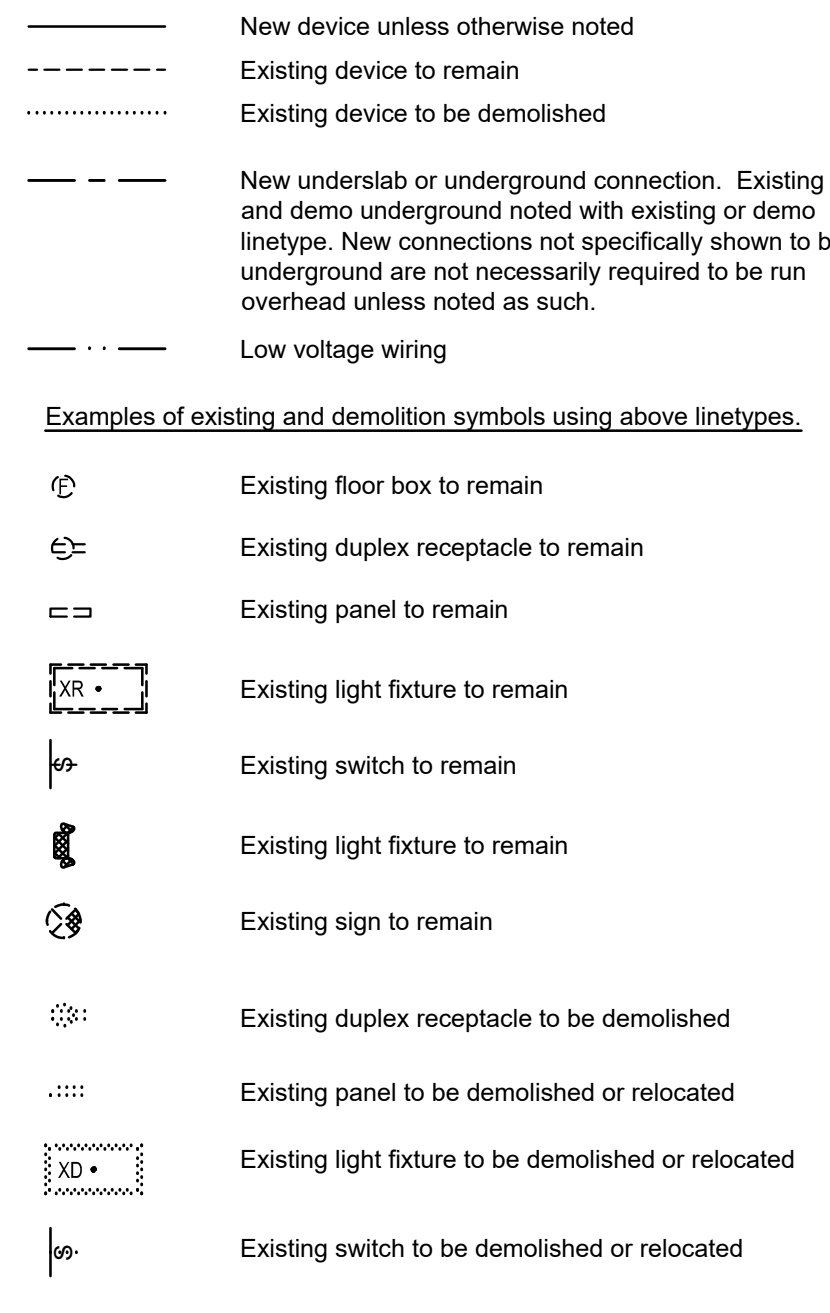 New device unless otherwise noted
Existing device to remain
Existing device to be demolished
New underslab or underground connection. Existing
and demo underground noted with existing or demo
linetype. New connections not specifically shown to
underground are not necessarily required to be run
overhead unless noted as such.
Low voltage wiring
Examples of existing and demolition symbols using above linetypes.
F Existing floor box to remain
Existing duplex receptacle to remain
Existing panel to remain
XR • Existing light fixture to remain
$ Existing switch to remain
Existing light fixture to remain
Existing sign to remain
Existing duplex receptacle to be demolished
Existing panel to be demolished or relocated
XD • Existing light fixture to be demolished or relocated
$ Existing switch to be demolished or relocated